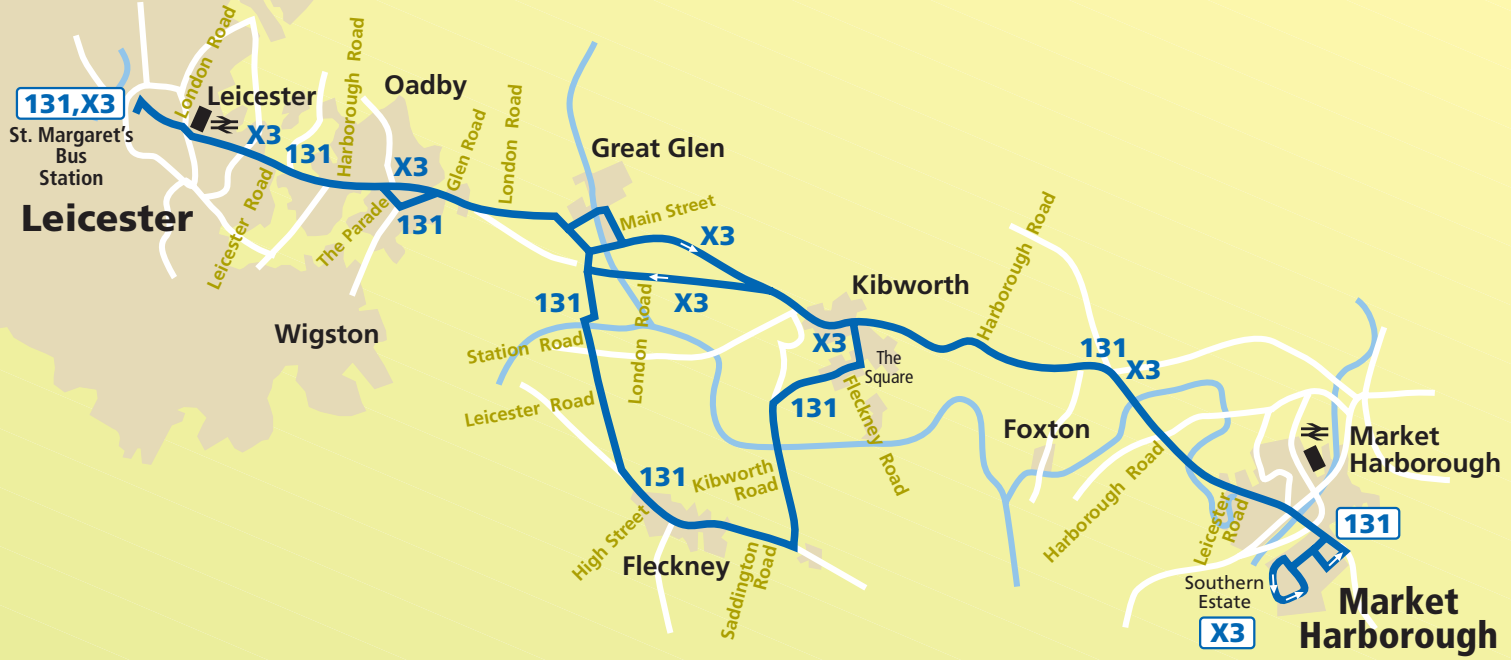 London Road
131,X3
St. Margaret's
Bus
Station
Leicester
Leicester
X3
131
Leicester Road
Harborough Road
Oadby
X3
The Parade
131
Glen Road
London Road
Wigston
Great Glen
Main Street
X3
X3
131
London Road
Station Road
Leicester Road
131
High Street
Fleckney
Kibworth
Road
Saddington
Road
Kibworth
X3
The
Square
131
Fleckney Road
Harborough Road
131
X3
Foxton
Harborough Road
Leicester
Road
Market
Harborough
131
Southern
Estate
X3
Market
Harborough